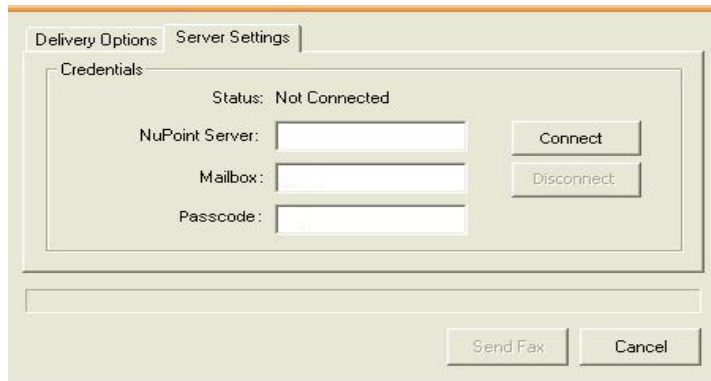 Delivery Options Server Settings
Credentials
Status: Not Connected
NuPoint Server: Connect
Mailbox: Disconnect
Passcode:
Send Fax Cancel